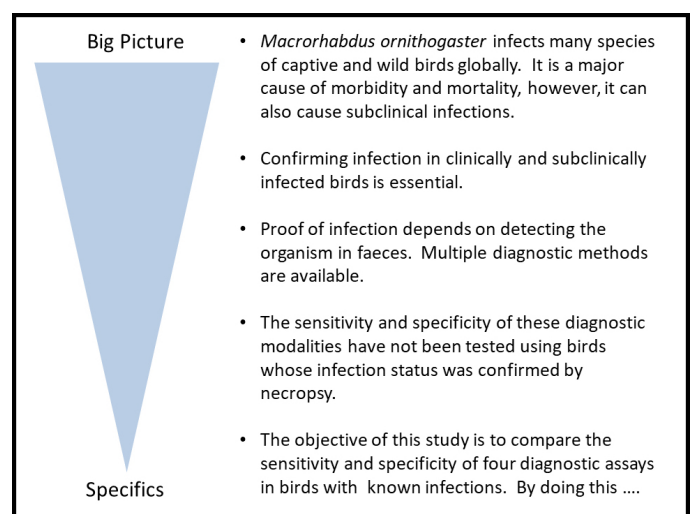 Big Picture
• Macrorhabdus ornithogaster infects many species
of captive and wild birds globally.  It is a major
cause of morbidity and mortality, however, it can
also cause subclinical infections.
• Confirming infection in clinically and subclinically
infected birds is essential.
• Proof of infection depends on detecting the
organism in faeces.  Multiple diagnostic methods
are available.
• The sensitivity and specificity of these diagnostic
modalities have not been tested using birds
whose infection status was confirmed by
necropsy.
• The objective of this study is to compare the
sensitivity and specificity of four diagnostic assays
in birds with  known infections.  By doing this ….
Specifics